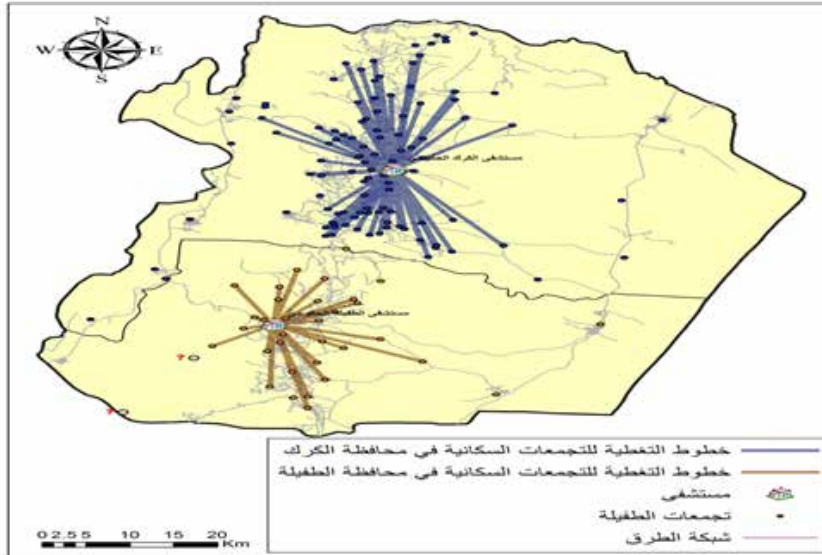 N
W E
S
مستشفى الكرك
مستشفى الطفيلة
?
?
خطوط التغطية للتجمعات السكانية في محافظة الكرك
خطوط التغطية للتجمعات السكانية في محافظة الطفيلة
مستشفى
تجمعات الطفيلة
شبكة الطرق
0 2.5 5 10 15 20
Km